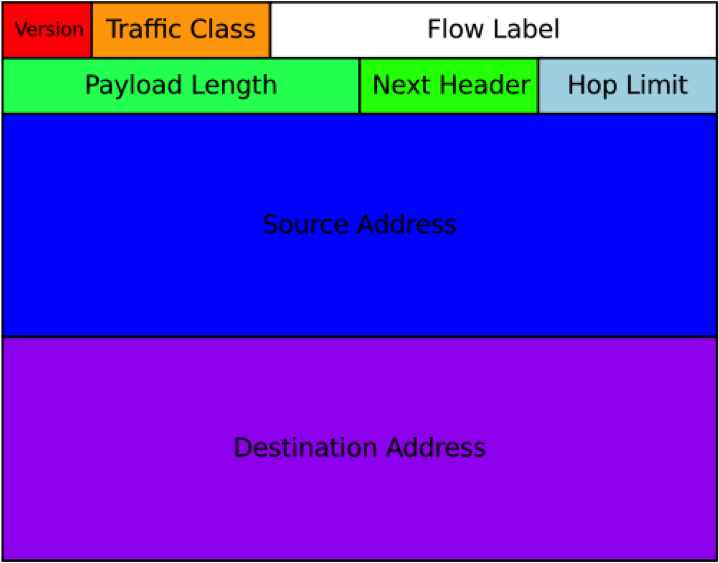 Version Traffic Class Flow Label
Payload Length Next Header Hop Limit
Source Address
Destination Address